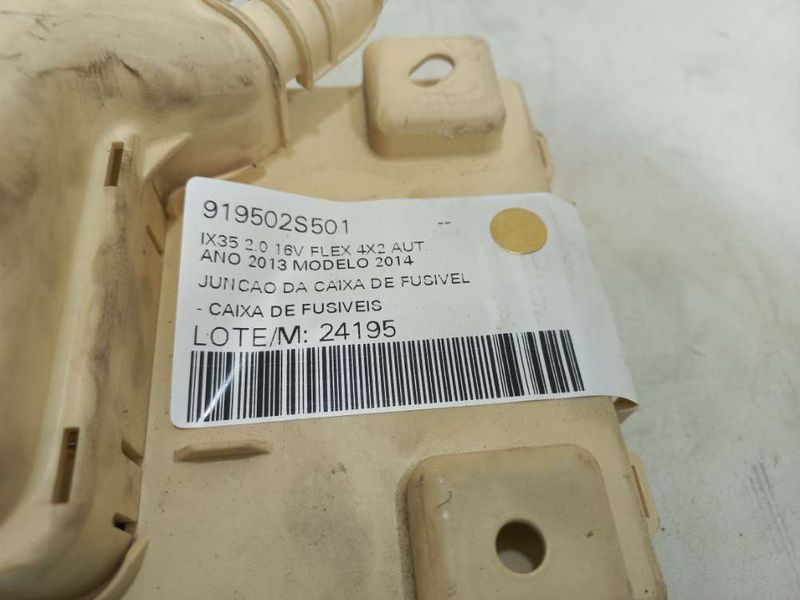 919502S501 --
IX35 2.0 16V FLEX 4X2 AUT.
ANO 2013 MODELO 2014
JUNCAO DA CAIXA DE FUSIVEL
- CAIXA DE FUSIVEIS
LOTE/M: 24195